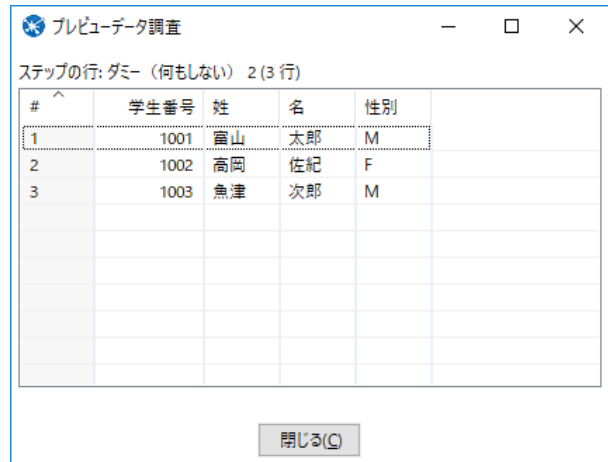 プレビューデータ調査
ステップの行: ダミー（何もしない） 2 (3 行)
# 学生番号 姓 名 性別
1 1001 富山 太郎 M
2 1002 高岡 佐紀 F
3 1003 魚津 次郎 M
閉じる(C)